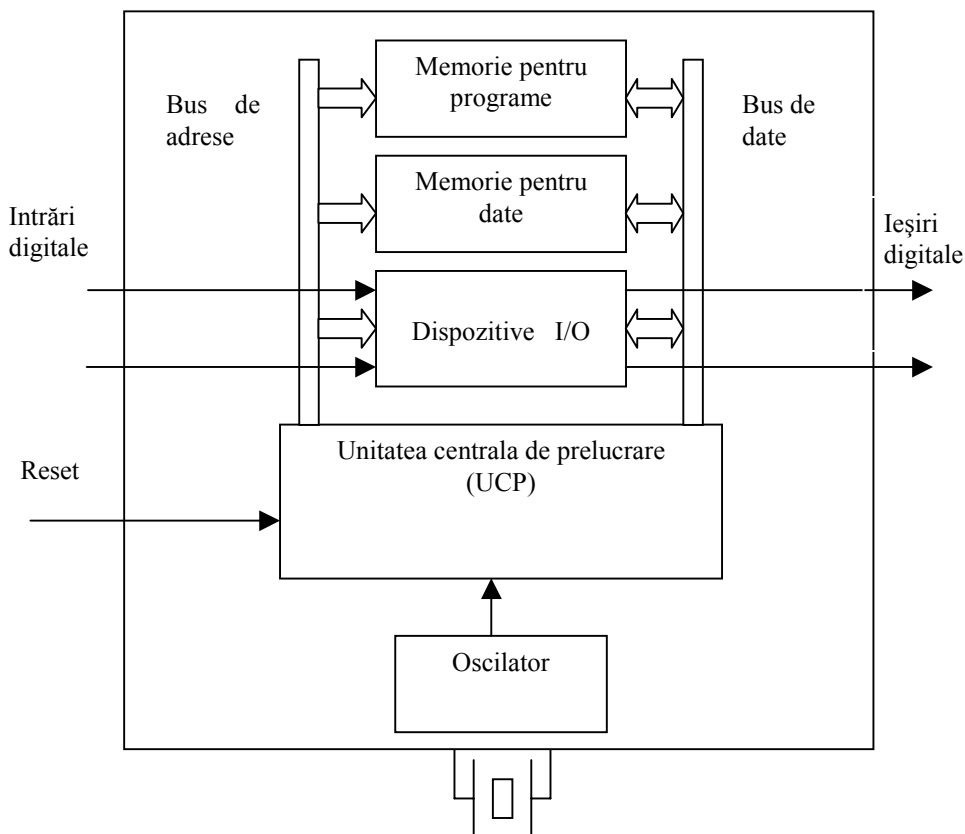 Memorie pentru
programe
Bus de
adrese
Bus de
date
Memorie pentru
date
Intrări
digitale
Ieşiri
digitale
Dispozitive I/O
Unitatea centrala de prelucrare
(UCP)
Reset
Oscilator